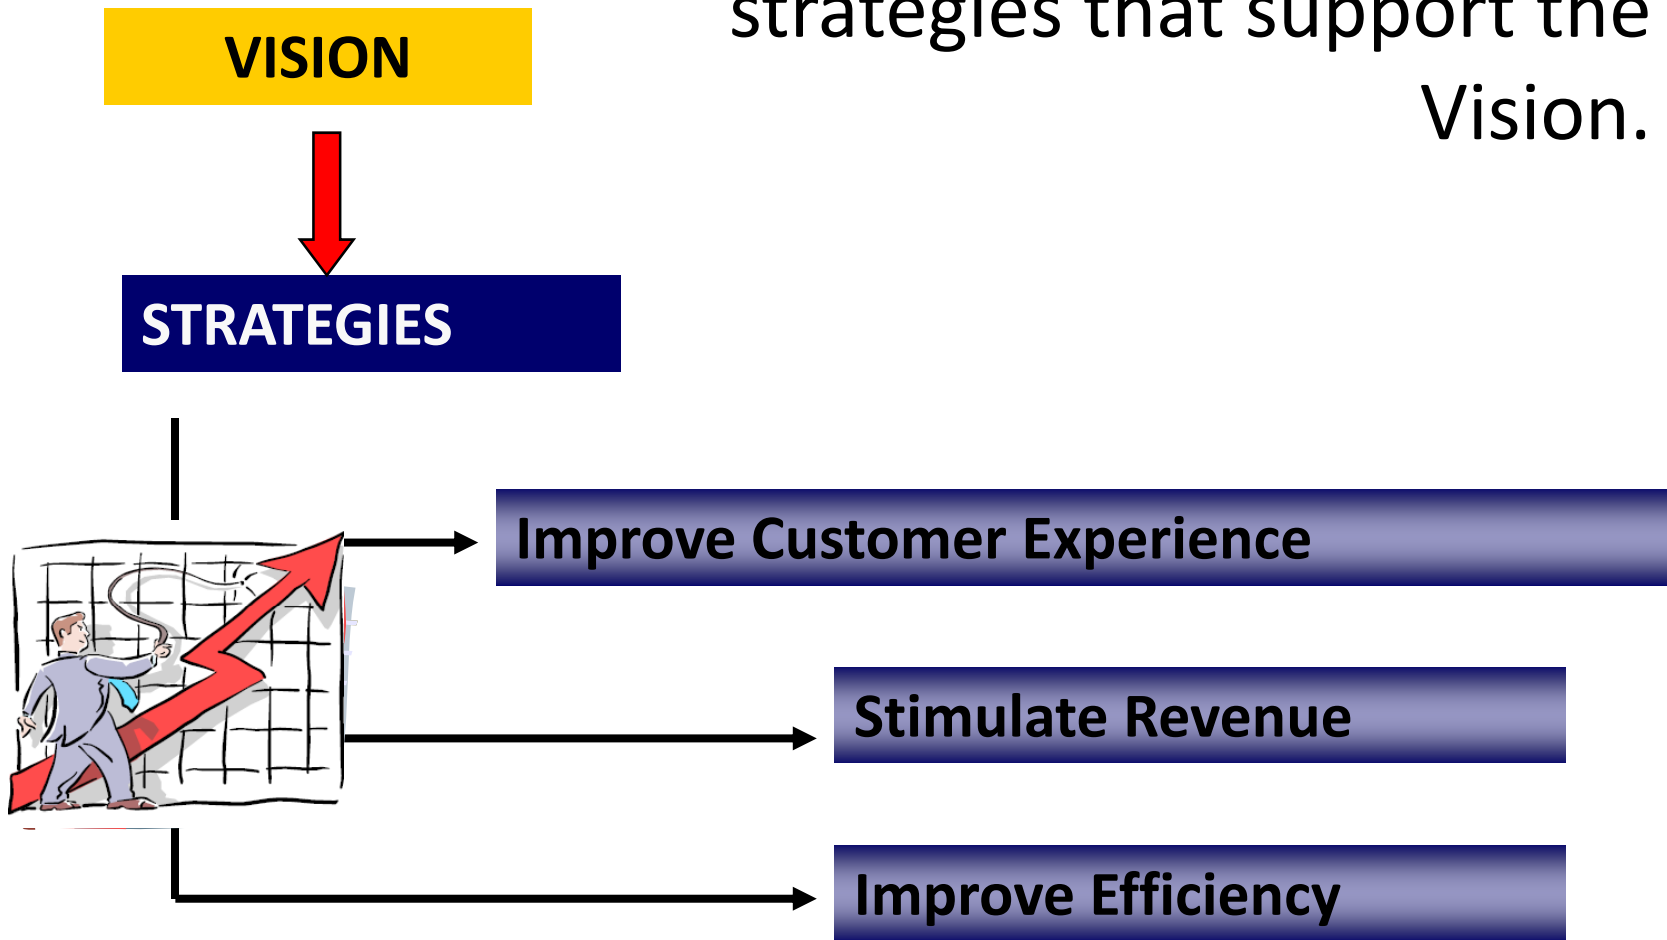 strategies that support the
Vision.
VISION
STRATEGIES
Improve Customer Experience
Stimulate Revenue
Improve Efficiency